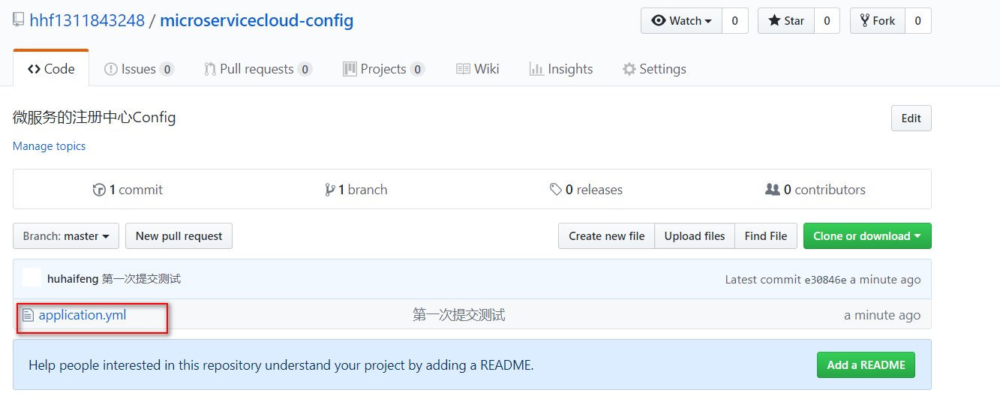 hhf1311843248 / microservicecloud-config Watch 0 Star 0 Fork 0
Code Issues 0 Pull requests 0 Projects 0 Wiki Insights Settings
微服务的注册中心Config Edit
Manage topics
1 commit 1 branch 0 releases 0 contributors
Branch: master New pull request Create new file Upload files Find File Clone or download
huhaifeng 第一次提交测试 Latest commit e30846e a minute ago
application.yml 第一次提交测试 a minute ago
Help people interested in this repository understand your project by adding a README. Add a README